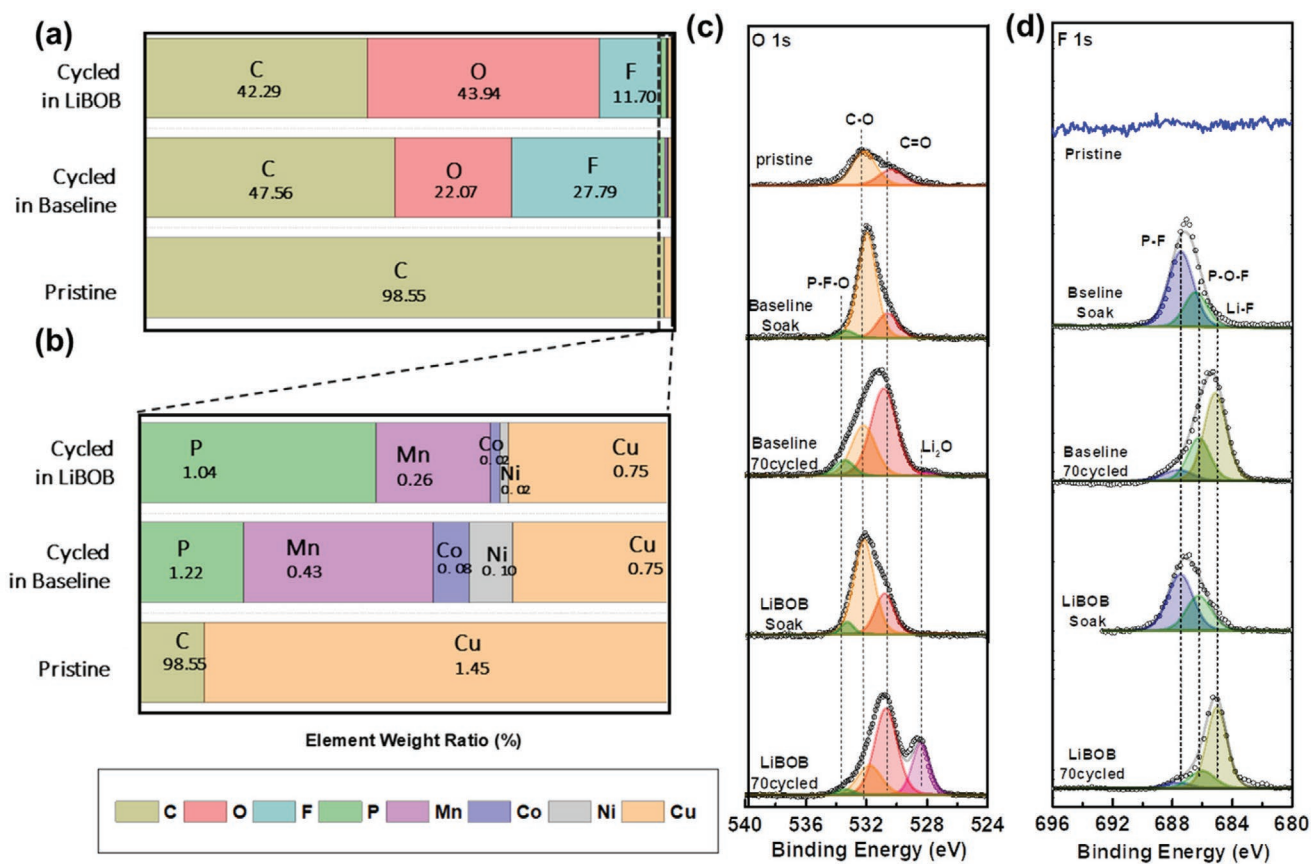 (a)
Cycled
in LiBOB
C
42.29
O
43.94
F
11.70
Cycled
in Baseline
C
47.56
O
22.07
F
27.79
Pristine
C
98.55
(b)
Cycled
in LiBOB
P
1.04
Mn
0.26
Co
0.02
Ni
0.02
Cu
0.75
Cycled
in Baseline
P
1.22
Mn
0.43
Co
0.08
Ni
0.10
Cu
0.75
Pristine
C
98.55
Cu
1.45
Element Weight Ratio (%)
C O F P Mn Co Ni Cu
(c)
O 1s
C-O
C=O
pristine
P-F-O
Baseline
Soak
Baseline
70cycled
Li₂O
LiBOB
Soak
LiBOB
70cycled
540 536 532 528 524
Binding Energy (eV)
(d)
F 1s
Pristine
P-F
P-O-F
Li-F
Bseline
Soak
Baseline
70cycled
LiBOB
Soak
LiBOB
70cycled
696 692 688 684 680
Binding Energy (eV)